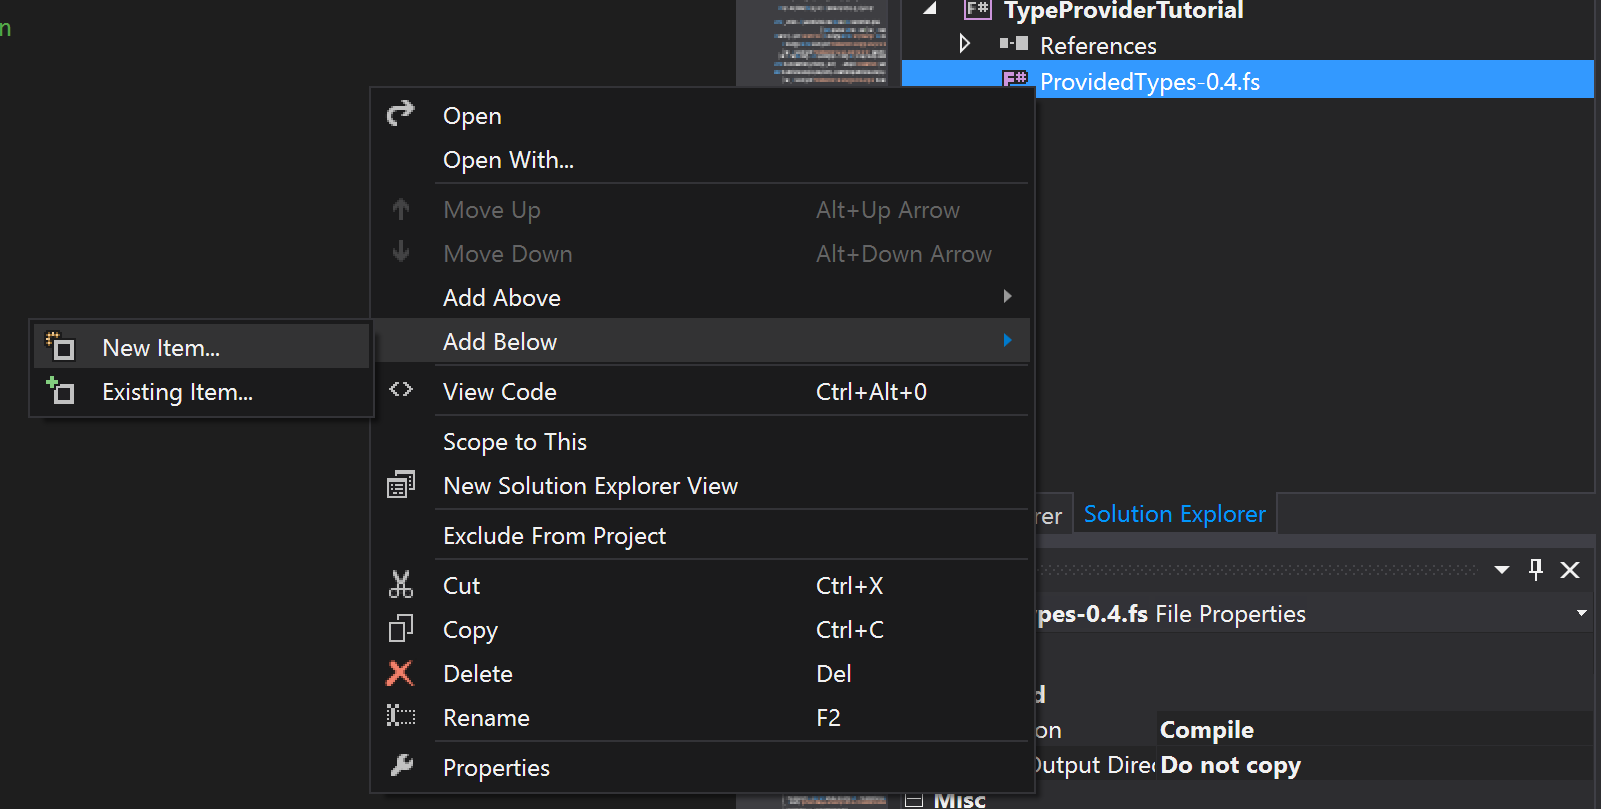 n
F# TypeProviderTutorial
References
F# ProvidedTypes-0.4.fs
Open
Open With...
Move Up Alt+Up Arrow
Move Down Alt+Down Arrow
Add Above
Add Below
New Item...
Existing Item...
View Code Ctrl+Alt+0
Scope to This
New Solution Explorer View
Exclude From Project
Cut Ctrl+X
Copy Ctrl+C
Delete Del
Rename F2
Properties
rer Solution Explorer
pes-0.4.fs File Properties
d
on Compile
Output Direc Do not copy
Misc